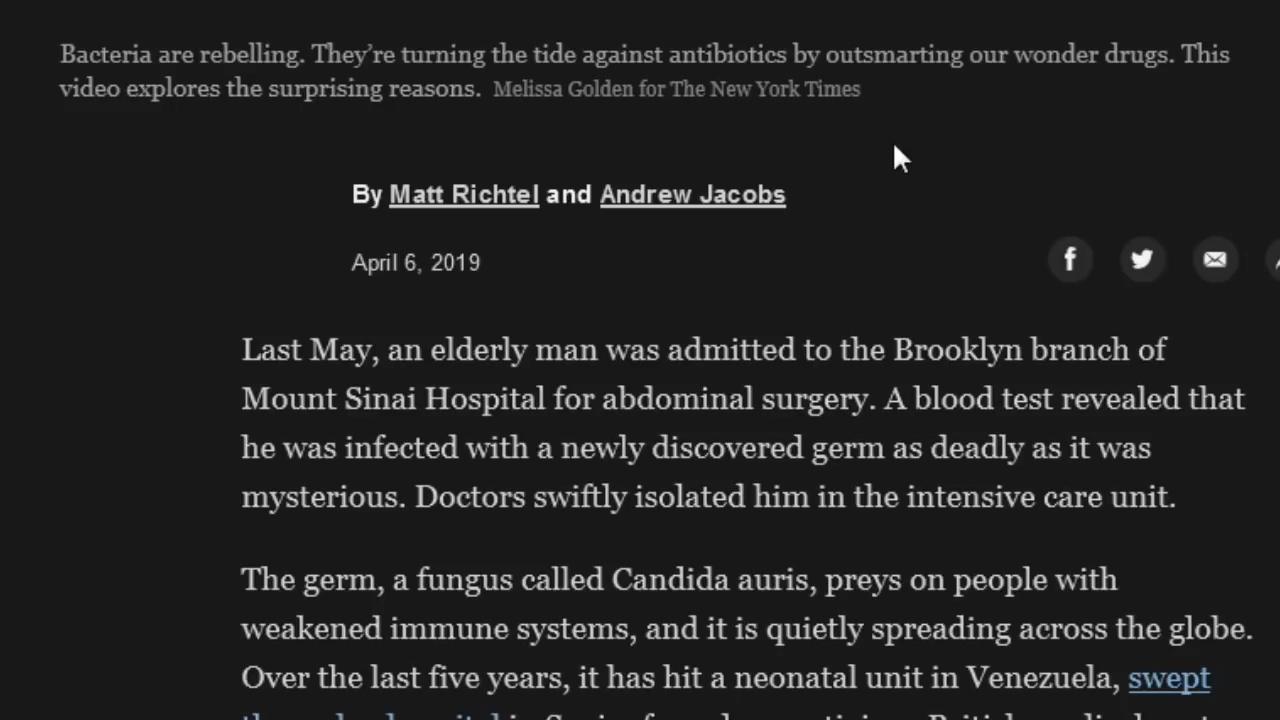 Bacteria are rebelling. They're turning the tide against antibiotics by outsmarting our wonder drugs. This
video explores the surprising reasons. Melissa Golden for The New York Times
By Matt Richtel and Andrew Jacobs
April 6, 2019
Last May, an elderly man was admitted to the Brooklyn branch of
Mount Sinai Hospital for abdominal surgery. A blood test revealed that
he was infected with a newly discovered germ as deadly as it was
mysterious. Doctors swiftly isolated him in the intensive care unit.
The germ, a fungus called Candida auris, preys on people with
weakened immune systems, and it is quietly spreading across the globe.
Over the last five years, it has hit a neonatal unit in Venezuela, swept